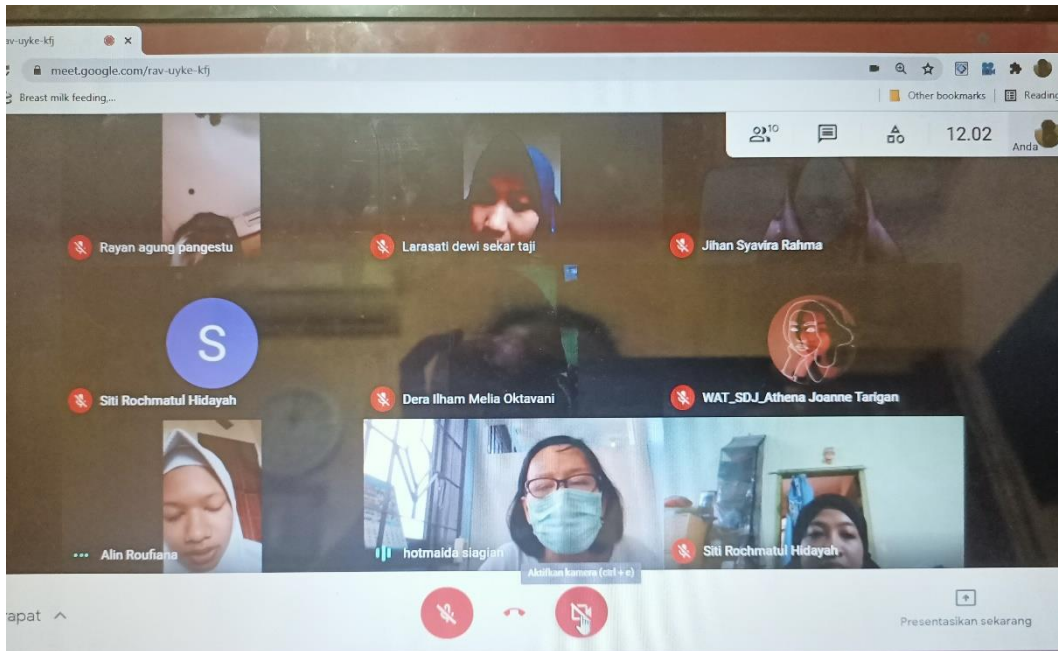 av-uyke-kfj
meet.google.com/rav-uyke-kfj
Breast milk feeding,...
Other bookmarks
Reading
10
12.02
Anda
Rayan agung pangestu
Larasati dewi sekar taji
Jihan Syavira Rahma
S
Siti Rochmatul Hidayah
Dera Ilham Melia Oktavani
WAT_SDJ_Athena Joanne Tarigan
Alin Roufiana
hotmaida siagian
Siti Rochmatul Hidayah
Aktifkan kamera (ctrl + e)
rapat
Presentasikan sekarang